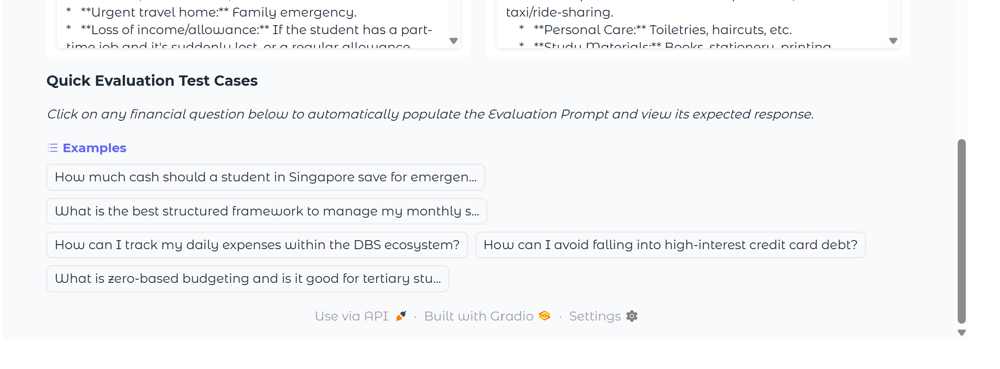 *   **Urgent travel home:** Family emergency.
*   **Loss of income/allowance:** If the student has a part-
time job and it's suddenly lost, or a regular allowance
taxi/ride-sharing.
*   **Personal Care:** Toiletries, haircuts, etc.
*   **Study Materials:** Books, stationery, printing
Quick Evaluation Test Cases
Click on any financial question below to automatically populate the Evaluation Prompt and view its expected response.
Examples
How much cash should a student in Singapore save for emergen...
What is the best structured framework to manage my monthly s...
How can I track my daily expenses within the DBS ecosystem?
How can I avoid falling into high-interest credit card debt?
What is zero-based budgeting and is it good for tertiary stu...
Use via API · Built with Gradio · Settings